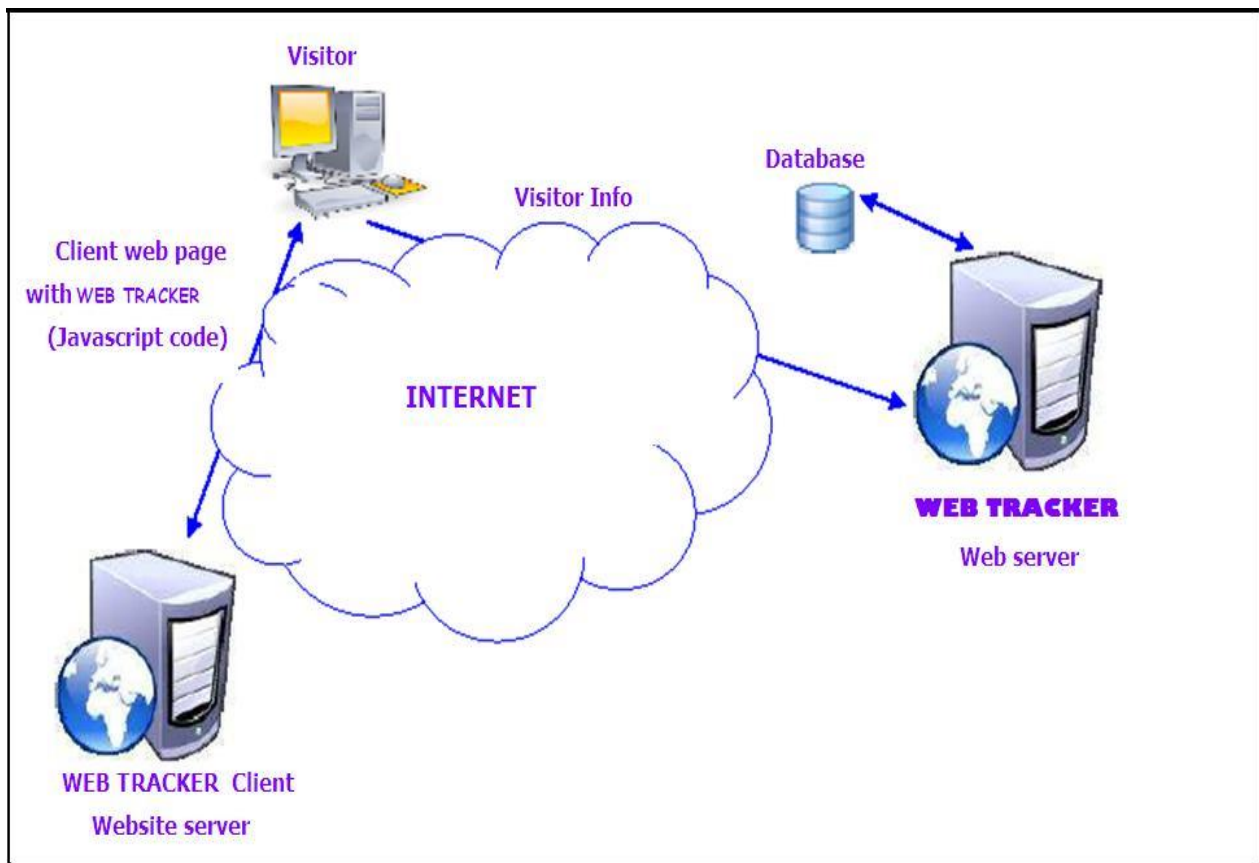 Visitor
Database
Visitor Info
Client web page
with WEB TRACKER
(Javascript code)
INTERNET
WEB TRACKER
Web server
WEB TRACKER Client
Website server